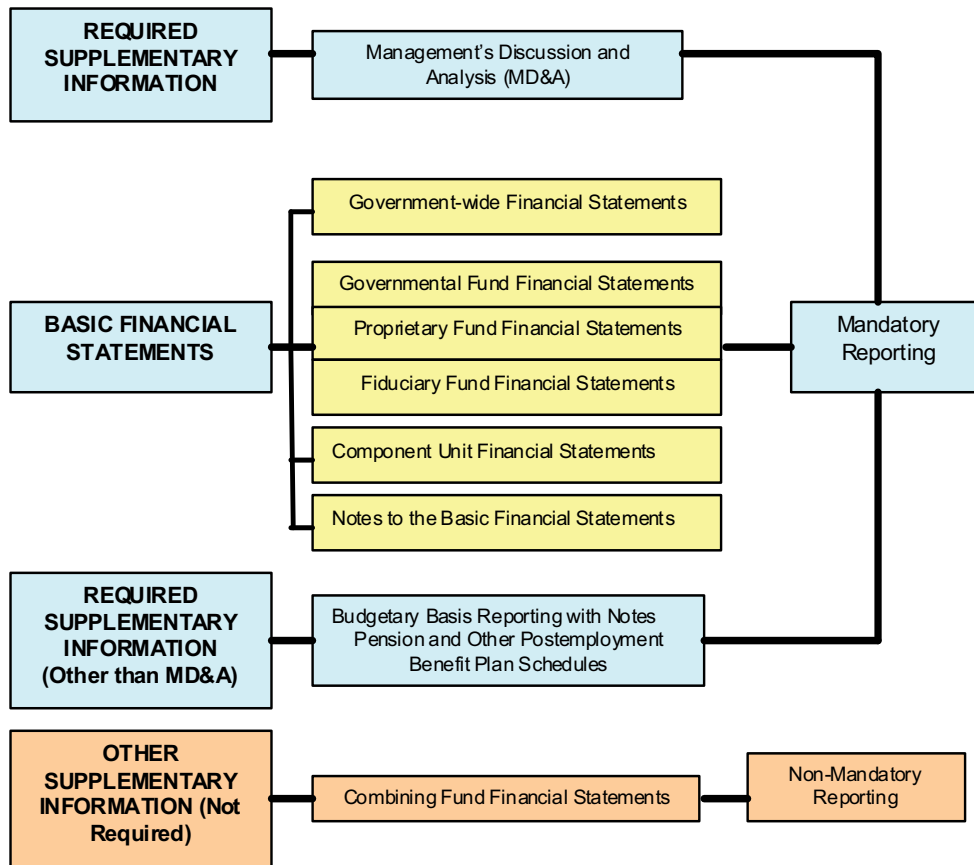 REQUIRED
SUPPLEMENTARY
INFORMATION
Management's Discussion and
Analysis (MD&A)
Government-wide Financial Statements
Governmental Fund Financial Statements
BASIC FINANCIAL
STATEMENTS
Proprietary Fund Financial Statements
Mandatory
Reporting
Fiduciary Fund Financial Statements
Component Unit Financial Statements
Notes to the Basic Financial Statements
REQUIRED
SUPPLEMENTARY
INFORMATION
(Other than MD&A)
Budgetary Basis Reporting with Notes
Pension and Other Postemployment
Benefit Plan Schedules
OTHER
SUPPLEMENTARY
INFORMATION (Not
Required)
Combining Fund Financial Statements
Non-Mandatory
Reporting